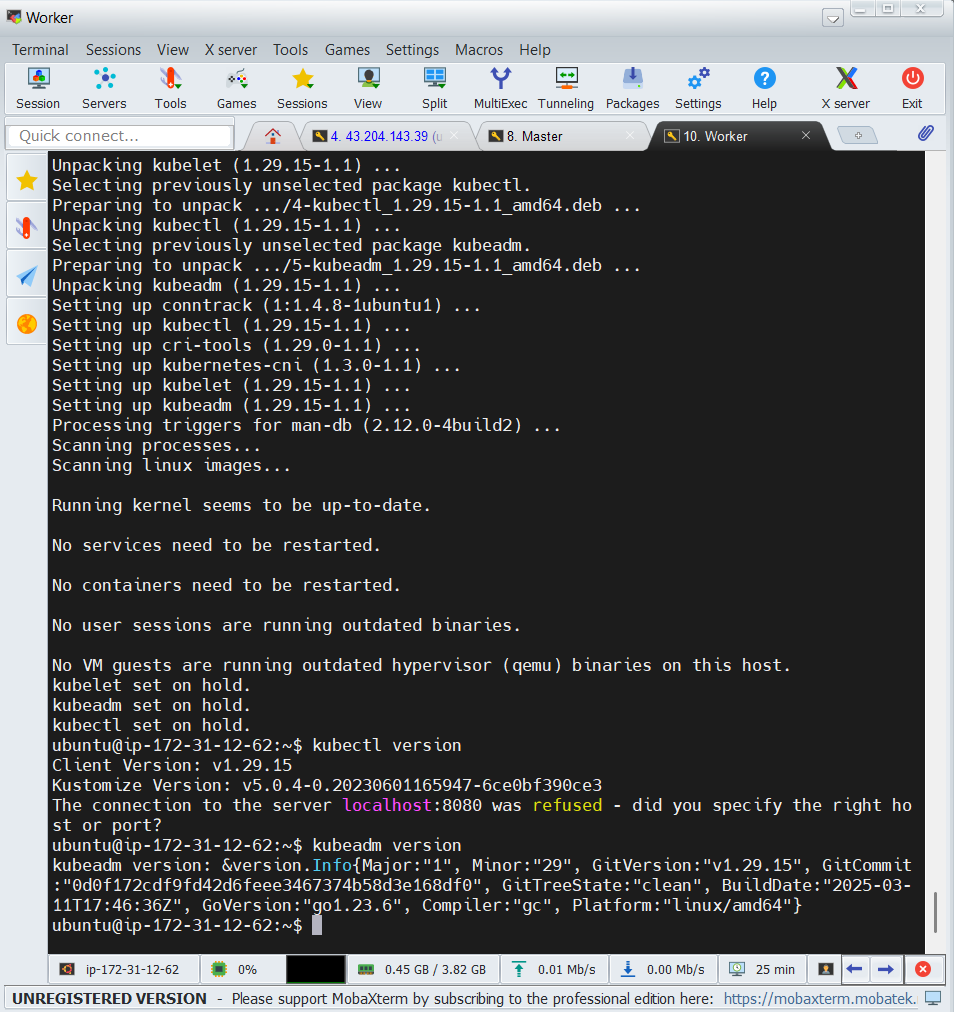 Worker
Terminal Sessions View X server Tools Games Settings Macros Help
Session Servers Tools Games Sessions View Split MultiExec Tunneling Packages Settings Help X server Exit
Quick connect...
4. 43.204.143.39 (u
8. Master
10. Worker
Unpacking kubelet (1.29.15-1.1) ...
Selecting previously unselected package kubectl.
Preparing to unpack .../4-kubectl_1.29.15-1.1_amd64.deb ...
Unpacking kubectl (1.29.15-1.1) ...
Selecting previously unselected package kubeadm.
Preparing to unpack .../5-kubeadm_1.29.15-1.1_amd64.deb ...
Unpacking kubeadm (1.29.15-1.1) ...
Setting up conntrack (1:1.4.8-1ubuntu1) ...
Setting up kubectl (1.29.15-1.1) ...
Setting up cri-tools (1.29.0-1.1) ...
Setting up kubernetes-cni (1.3.0-1.1) ...
Setting up kubelet (1.29.15-1.1) ...
Setting up kubeadm (1.29.15-1.1) ...
Processing triggers for man-db (2.12.0-4build2) ...
Scanning processes...
Scanning linux images...
Running kernel seems to be up-to-date.
No services need to be restarted.
No containers need to be restarted.
No user sessions are running outdated binaries.
No VM guests are running outdated hypervisor (qemu) binaries on this host.
kubelet set on hold.
kubeadm set on hold.
kubectl set on hold.
ubuntu@ip-172-31-12-62:~$ kubectl version
Client Version: v1.29.15
Kustomize Version: v5.0.4-0.20230601165947-6ce0bf390ce3
The connection to the server localhost:8080 was refused - did you specify the right ho
st or port?
ubuntu@ip-172-31-12-62:~$ kubeadm version
kubeadm version: &version.Info{Major:"1", Minor:"29", GitVersion:"v1.29.15", GitCommit
:"0d0f172cdf9fd42d6feee3467374b58d3e168df0", GitTreeState:"clean", BuildDate:"2025-03-
11T17:46:36Z", GoVersion:"go1.23.6", Compiler:"gc", Platform:"linux/amd64"}
ubuntu@ip-172-31-12-62:~$
ip-172-31-12-62 0% 0.45 GB / 3.82 GB 0.01 Mb/s 0.00 Mb/s 25 min
UNREGISTERED VERSION - Please support MobaXterm by subscribing to the professional edition here: https://mobaxterm.mobatek.